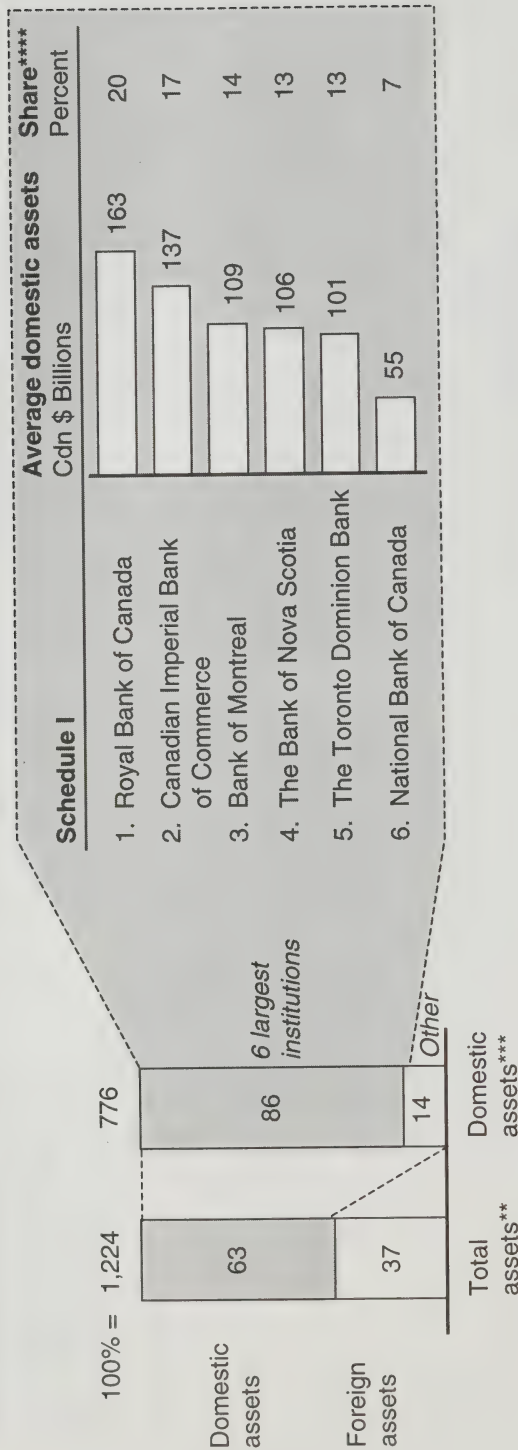 100% = 1,224
776
Domestic
assets
63
86
6 largest
institutions
Foreign
assets
37
14
Other
Total
assets**
Domestic
assets***
Schedule I
Average domestic assets
Cdn $ Billions
Share****
Percent
1. Royal Bank of Canada
163
20
2. Canadian Imperial Bank
of Commerce
137
17
3. Bank of Montreal
109
14
4. The Bank of Nova Scotia
106
13
5. The Toronto Dominion Bank
101
13
6. National Bank of Canada
55
7